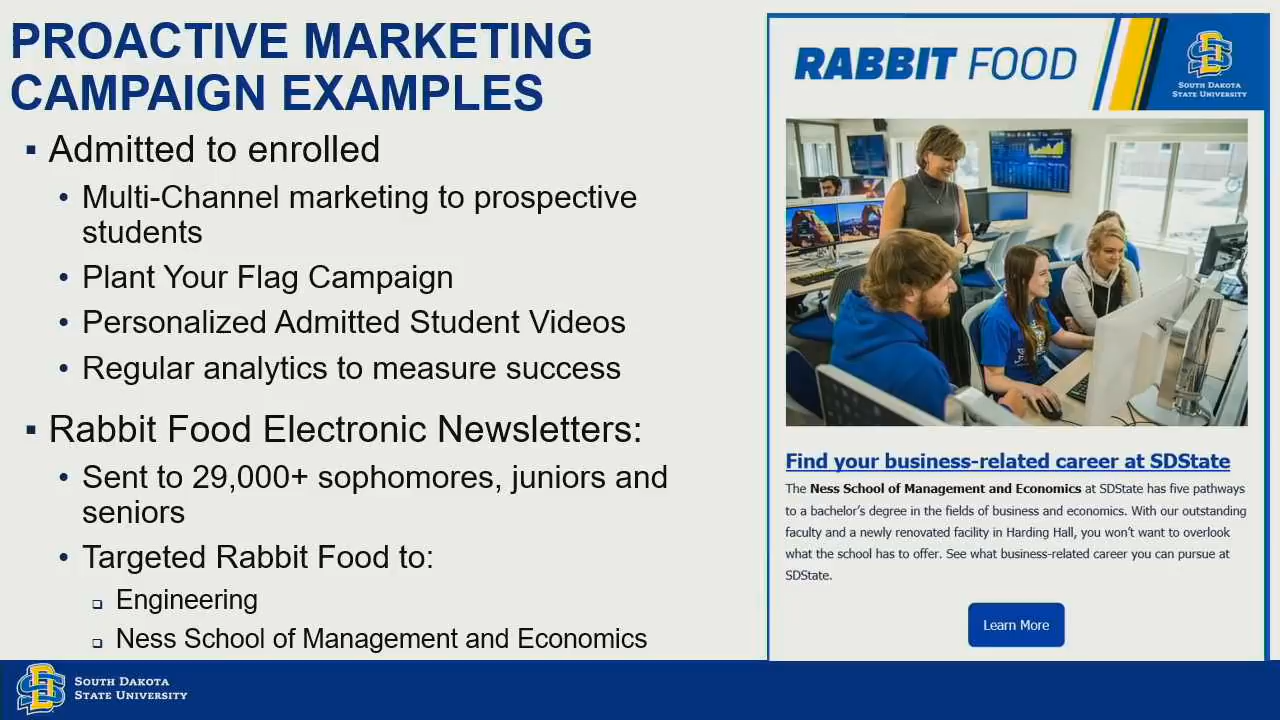 PROACTIVE MARKETING
CAMPAIGN EXAMPLES
▪ Admitted to enrolled
• Multi-Channel marketing to prospective
students
• Plant Your Flag Campaign
• Personalized Admitted Student Videos
• Regular analytics to measure success
▪ Rabbit Food Electronic Newsletters:
• Sent to 29,000+ sophomores, juniors and
seniors
• Targeted Rabbit Food to:
❑ Engineering
❑ Ness School of Management and Economics
RABBIT FOOD
SOUTH DAKOTA
STATE UNIVERSITY
Find your business-related career at SDState
The Ness School of Management and Economics at SDState has five pathways
to a bachelor’s degree in the fields of business and economics. With our outstanding
faculty and a newly renovated facility in Harding Hall, you won’t want to overlook
what the school has to offer. See what business-related career you can pursue at
SDState.
Learn More
SOUTH DAKOTA
STATE UNIVERSITY